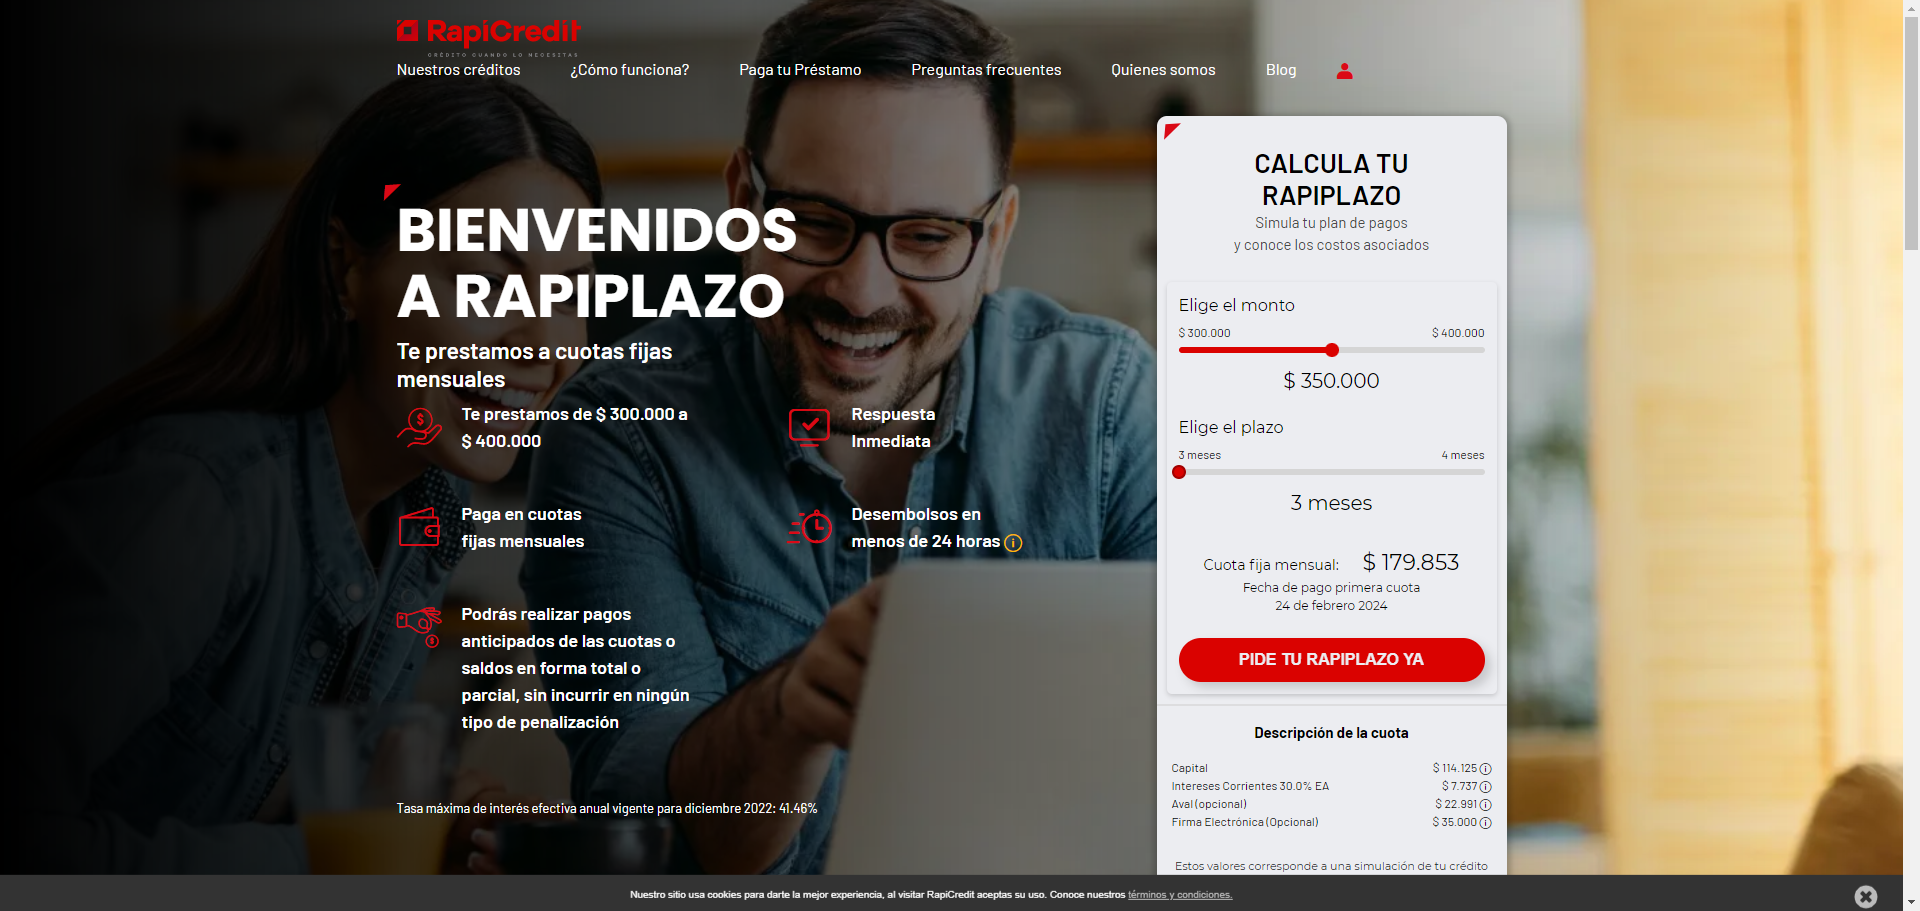 RapiCredit
CRÉDITO CUANDO LO NECESITAS
Nuestros créditos
¿Cómo funciona?
Paga tu Préstamo
Preguntas frecuentes
Quienes somos
Blog
BIENVENIDOS
A RAPIPLAZO
Te prestamos a cuotas fijas
mensuales
Te prestamos de $ 300.000 a
$ 400.000
Respuesta
Inmediata
Paga en cuotas
fijas mensuales
Desembolsos en
menos de 24 horas
Podrás realizar pagos
anticipados de las cuotas o
saldos en forma total o
parcial, sin incurrir en ningún
tipo de penalización
Tasa máxima de interés efectiva anual vigente para diciembre 2022: 41.46%
CALCULA TU
RAPIPLAZO
Simula tu plan de pagos
y conoce los costos asociados
Elige el monto
$ 300.000 $ 400.000
$ 350.000
Elige el plazo
3 meses 4 meses
3 meses
Cuota fija mensual: $ 179.853
Fecha de pago primera cuota
24 de febrero 2024
PIDE TU RAPIPLAZO YA
Descripción de la cuota
Capital $ 114.125
Intereses Corrientes 30.0% EA $ 7.737
Aval (opcional) $ 22.991
Firma Electrónica (Opcional) $ 35.000
Estos valores corresponde a una simulación de tu crédito
Nuestro sitio usa cookies para darte la mejor experiencia, al visitar RapiCredit aceptas su uso. Conoce nuestros términos y condiciones.